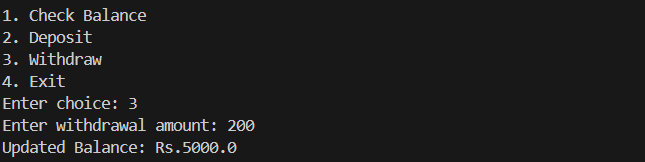 1. Check Balance
2. Deposit
3. Withdraw
4. Exit
Enter choice: 3
Enter withdrawal amount: 200
Updated Balance: Rs.5000.0